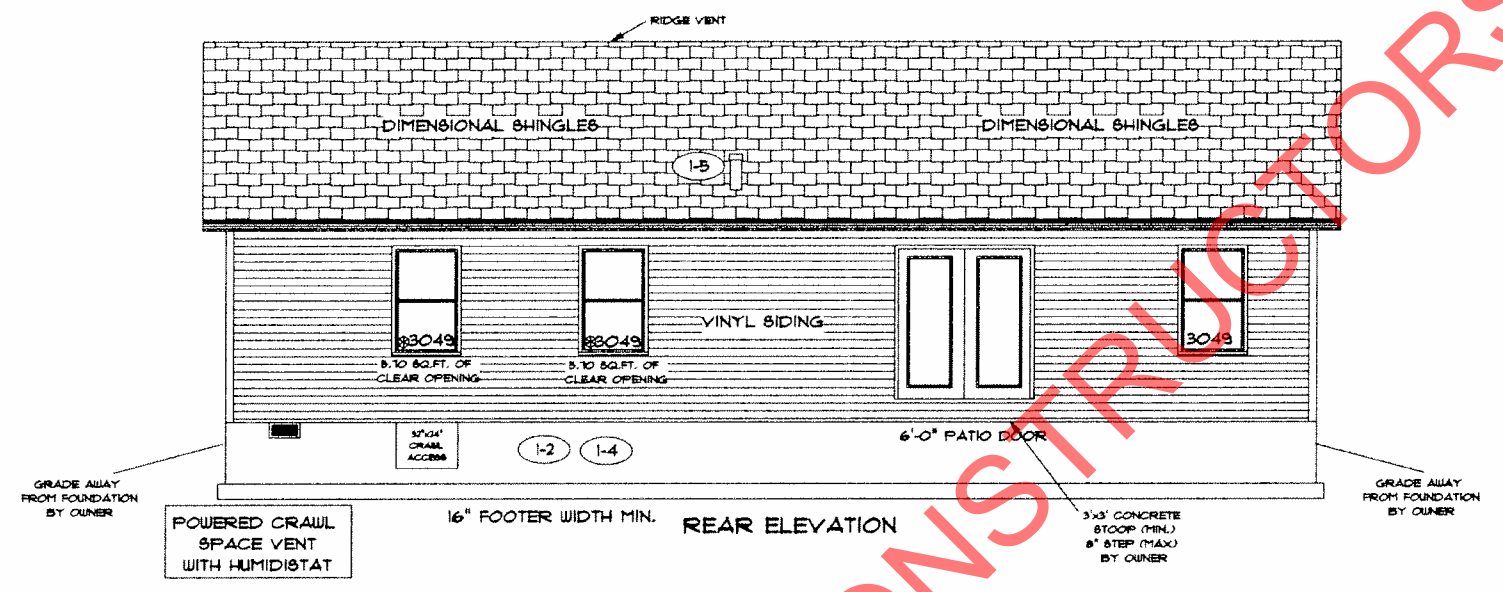 RIDGE VENT
DIMENSIONAL SHINGLES
DIMENSIONAL SHINGLES
1-5
3049
5.70 SQ.FT. OF
CLEAR OPENING
3049
5.70 SQ.FT. OF
CLEAR OPENING
VINYL SIDING
3049
32"x24"
CRAWL
ACCESS
1-2
1-4
6'-0" PATIO DOOR
GRADE AWAY
FROM FOUNDATION
BY OWNER
GRADE AWAY
FROM FOUNDATION
BY OWNER
POWERED CRAWL
SPACE VENT
WITH HUMIDISTAT
16" FOOTER WIDTH MIN.
REAR ELEVATION
3'x3' CONCRETE
STOOP (MIN.)
8" STEP (MAX)
BY OWNER
ONSTRUCTORS